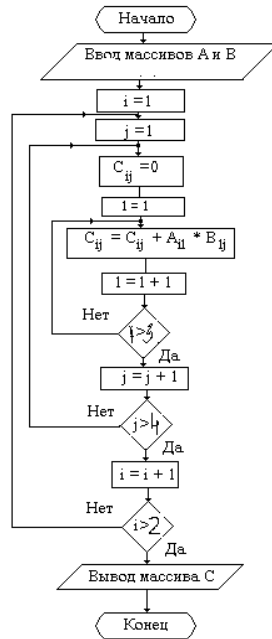 Начало
Ввод массивов A и B
i = 1
j = 1
C ij = 0
l = 1
C ij = C ij + A il * B lj
l = l + 1
Нет
l > 3
Да
j = j + 1
Нет
j > 4
Да
i = i + 1
Нет
i > 2
Да
Вывод массива C
Конец